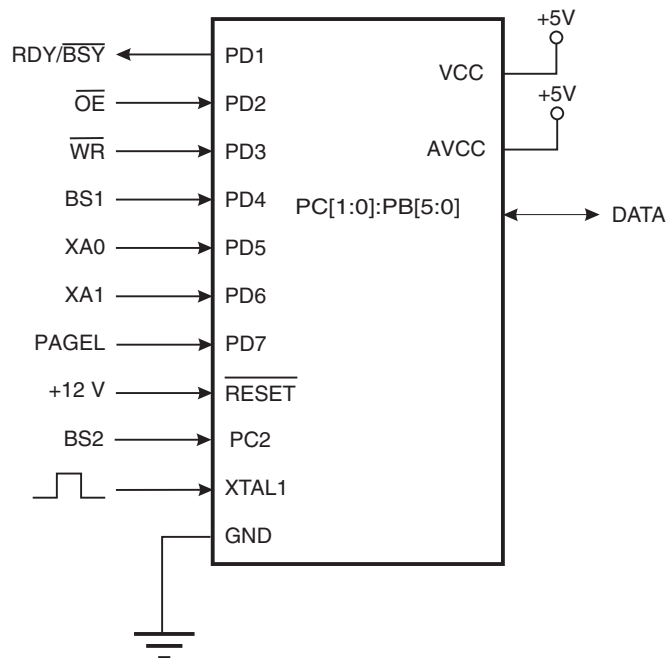 +5V
RDY/BSY PD1
VCC
OE PD2
+5V
WR PD3
AVCC
BS1 PD4 PC[1:0]:PB[5:0]
DATA
XA0 PD5
XA1 PD6
PAGEL PD7
+12 V RESET
BS2 PC2
XTAL1
GND